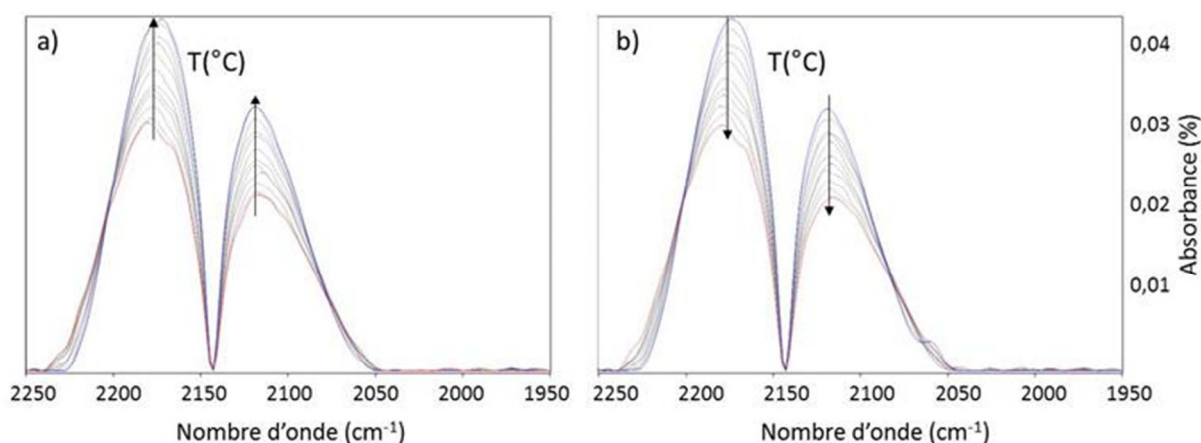 a)
T(°C)
2250 2200 2150 2100 2050 2000 1950
Nombre d’onde (cm⁻¹)
b)
T(°C)
0,04
0,03
0,02
0,01
Absorbance (%)
2250 2200 2150 2100 2050 2000 1950
Nombre d’onde (cm⁻¹)